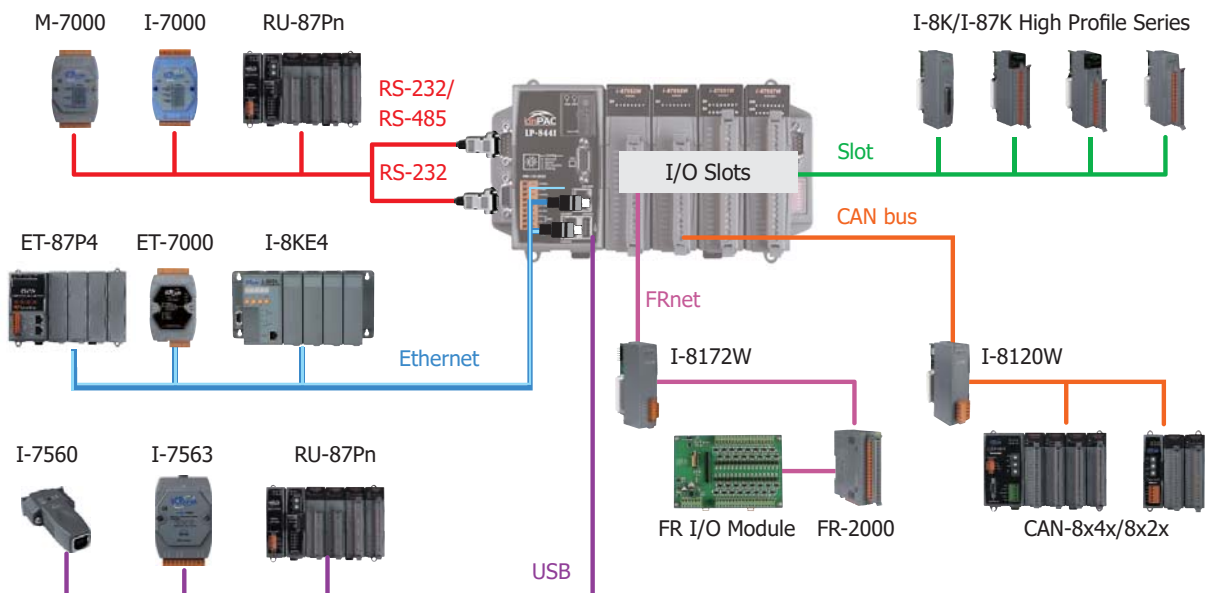 M-7000
I-7000
RU-87Pn
I-8K/I-87K High Profile Series
RS-232/
RS-485
RS-232
LinPAC
LP-8441
I/O Slots
Slot
CAN bus
ET-87P4
ET-7000
I-8KE4
FRnet
Ethernet
I-8172W
I-8120W
I-7560
I-7563
RU-87Pn
FR I/O Module
FR-2000
CAN-8x4x/8x2x
USB